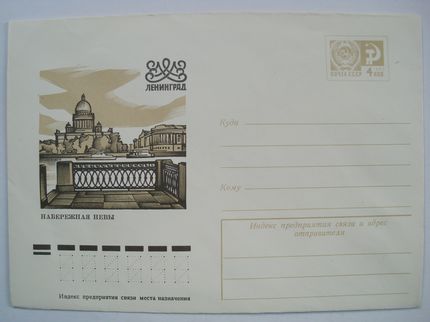 ЛЕНИНГРАД
ПОЧТА СССР 4 КОП
Куда
Кому
Индекс предприятия связи и адрес
отправителя
НАБЕРЕЖНАЯ НЕВЫ
Индекс предприятия связи места назначения